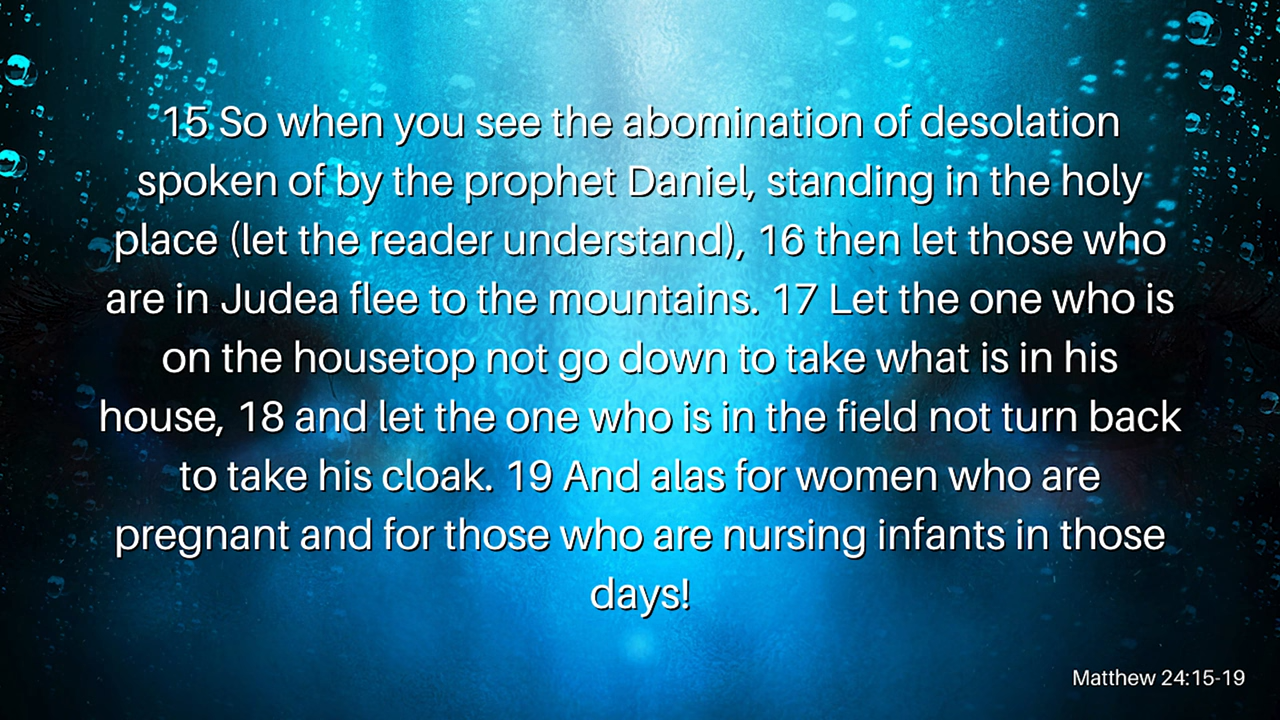 15 So when you see the abomination of desolation
spoken of by the prophet Daniel, standing in the holy
place (let the reader understand), 16 then let those who
are in Judea flee to the mountains. 17 Let the one who is
on the housetop not go down to take what is in his
house, 18 and let the one who is in the field not turn back
to take his cloak. 19 And alas for women who are
pregnant and for those who are nursing infants in those
days!
Matthew 24:15-19